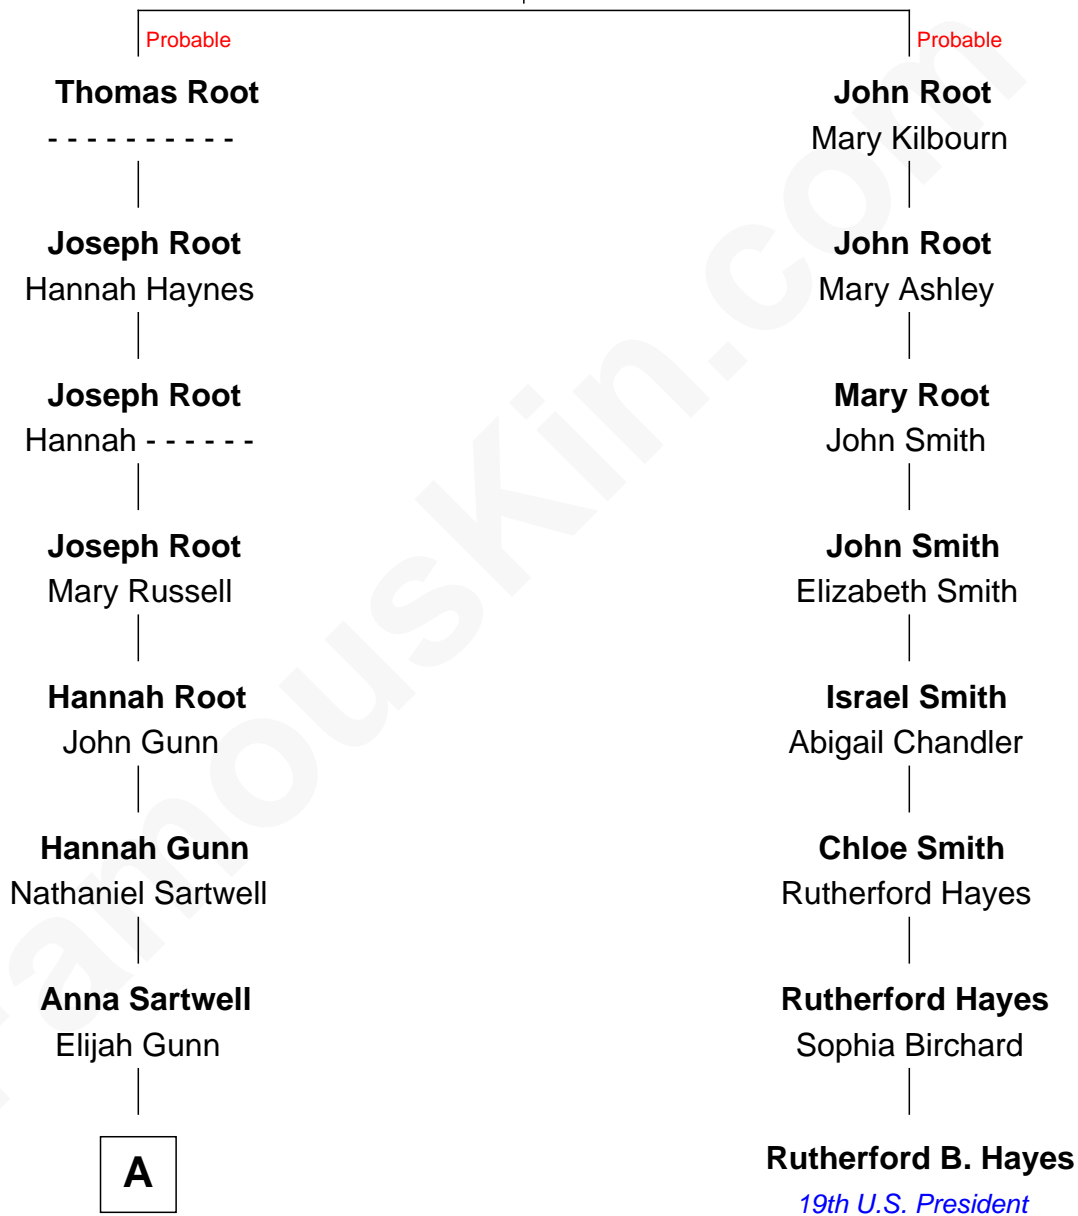 Probable
Probable
Thomas Root
John Root
- - - - - - - - - -
Mary Kilbourn
Joseph Root
John Root
Hannah Haynes
Mary Ashley
Joseph Root
Mary Root
Hannah - - - - - -
John Smith
Joseph Root
John Smith
Mary Russell
Elizabeth Smith
Hannah Root
Israel Smith
John Gunn
Abigail Chandler
Hannah Gunn
Chloe Smith
Nathaniel Sartwell
Rutherford Hayes
Anna Sartwell
Rutherford Hayes
Elijah Gunn
Sophia Birchard
A
Rutherford B. Hayes
19th U.S. President
FamousKin.com